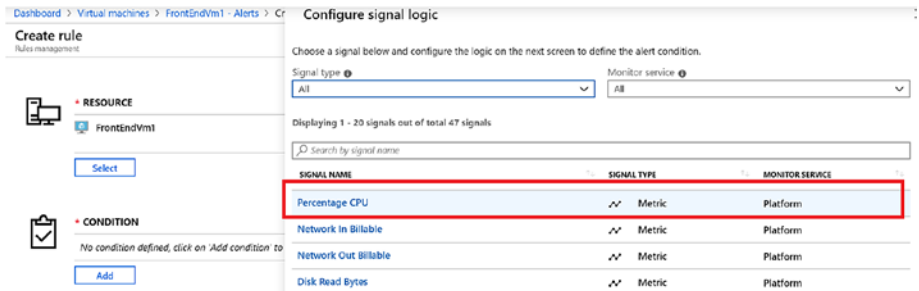 Dashboard > Virtual machines > FrontEndVm1 - Alerts > Cr
Create rule
Rules management
* RESOURCE
FrontEndVm1
Select
* CONDITION
No condition defined, click on 'Add condition' to
Add
Configure signal logic
Choose a signal below and configure the logic on the next screen to define the alert condition.
Signal type Monitor service
All All
Displaying 1 - 20 signals out of total 47 signals
Search by signal name
SIGNAL NAME SIGNAL TYPE MONITOR SERVICE
Percentage CPU Metric Platform
Network In Billable Metric Platform
Network Out Billable Metric Platform
Disk Read Bytes Metric Platform